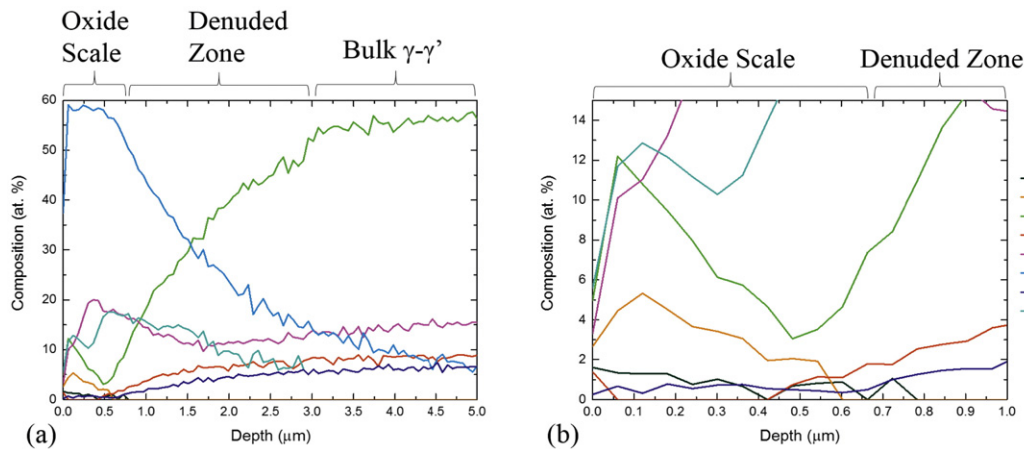 Oxide
Scale
Denuded
Zone
Bulk γ-γ’
Composition (at. %)
60
50
40
30
20
10
0
0.0 0.5 1.0 1.5 2.0 2.5 3.0 3.5 4.0 4.5 5.0
Depth (μm)
(a)
Oxide Scale
Denuded Zone
Composition (at. %)
14
12
10
8
6
4
2
0
0.0 0.1 0.2 0.3 0.4 0.5 0.6 0.7 0.8 0.9 1.0
Depth (μm)
(b)